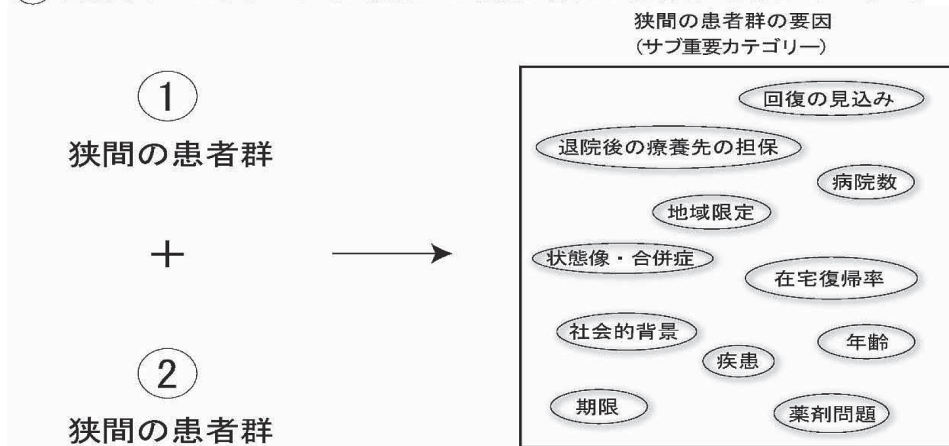 狭間の患者群の要因
(サブ重要カテゴリー)
①
狭間の患者群
+
②
狭間の患者群
回復の見込み
退院後の療養先の担保
病院数
地域限定
状態像・合併症
在宅復帰率
社会的背景
年齢
疾患
期限
薬剤問題